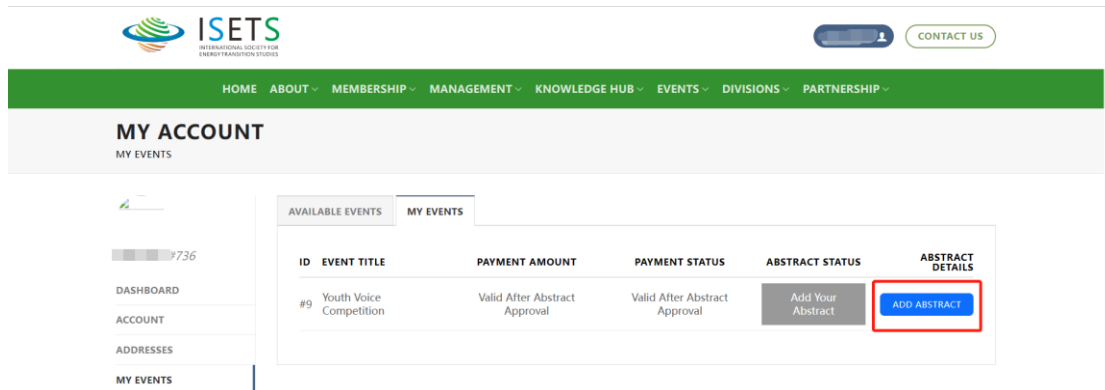 ISETS
INTERNATIONAL SOCIETY FOR
ENERGY TRANSITION STUDIES
CONTACT US
HOME ABOUT MEMBERSHIP MANAGEMENT KNOWLEDGE HUB EVENTS DIVISIONS PARTNERSHIP
MY ACCOUNT
MY EVENTS
#736
DASHBOARD
ACCOUNT
ADDRESSES
MY EVENTS
AVAILABLE EVENTS MY EVENTS
ID EVENT TITLE PAYMENT AMOUNT PAYMENT STATUS ABSTRACT STATUS ABSTRACT
DETAILS
#9 Youth Voice Valid After Abstract Valid After Abstract Add Your ADD ABSTRACT
Competition Approval Approval Abstract